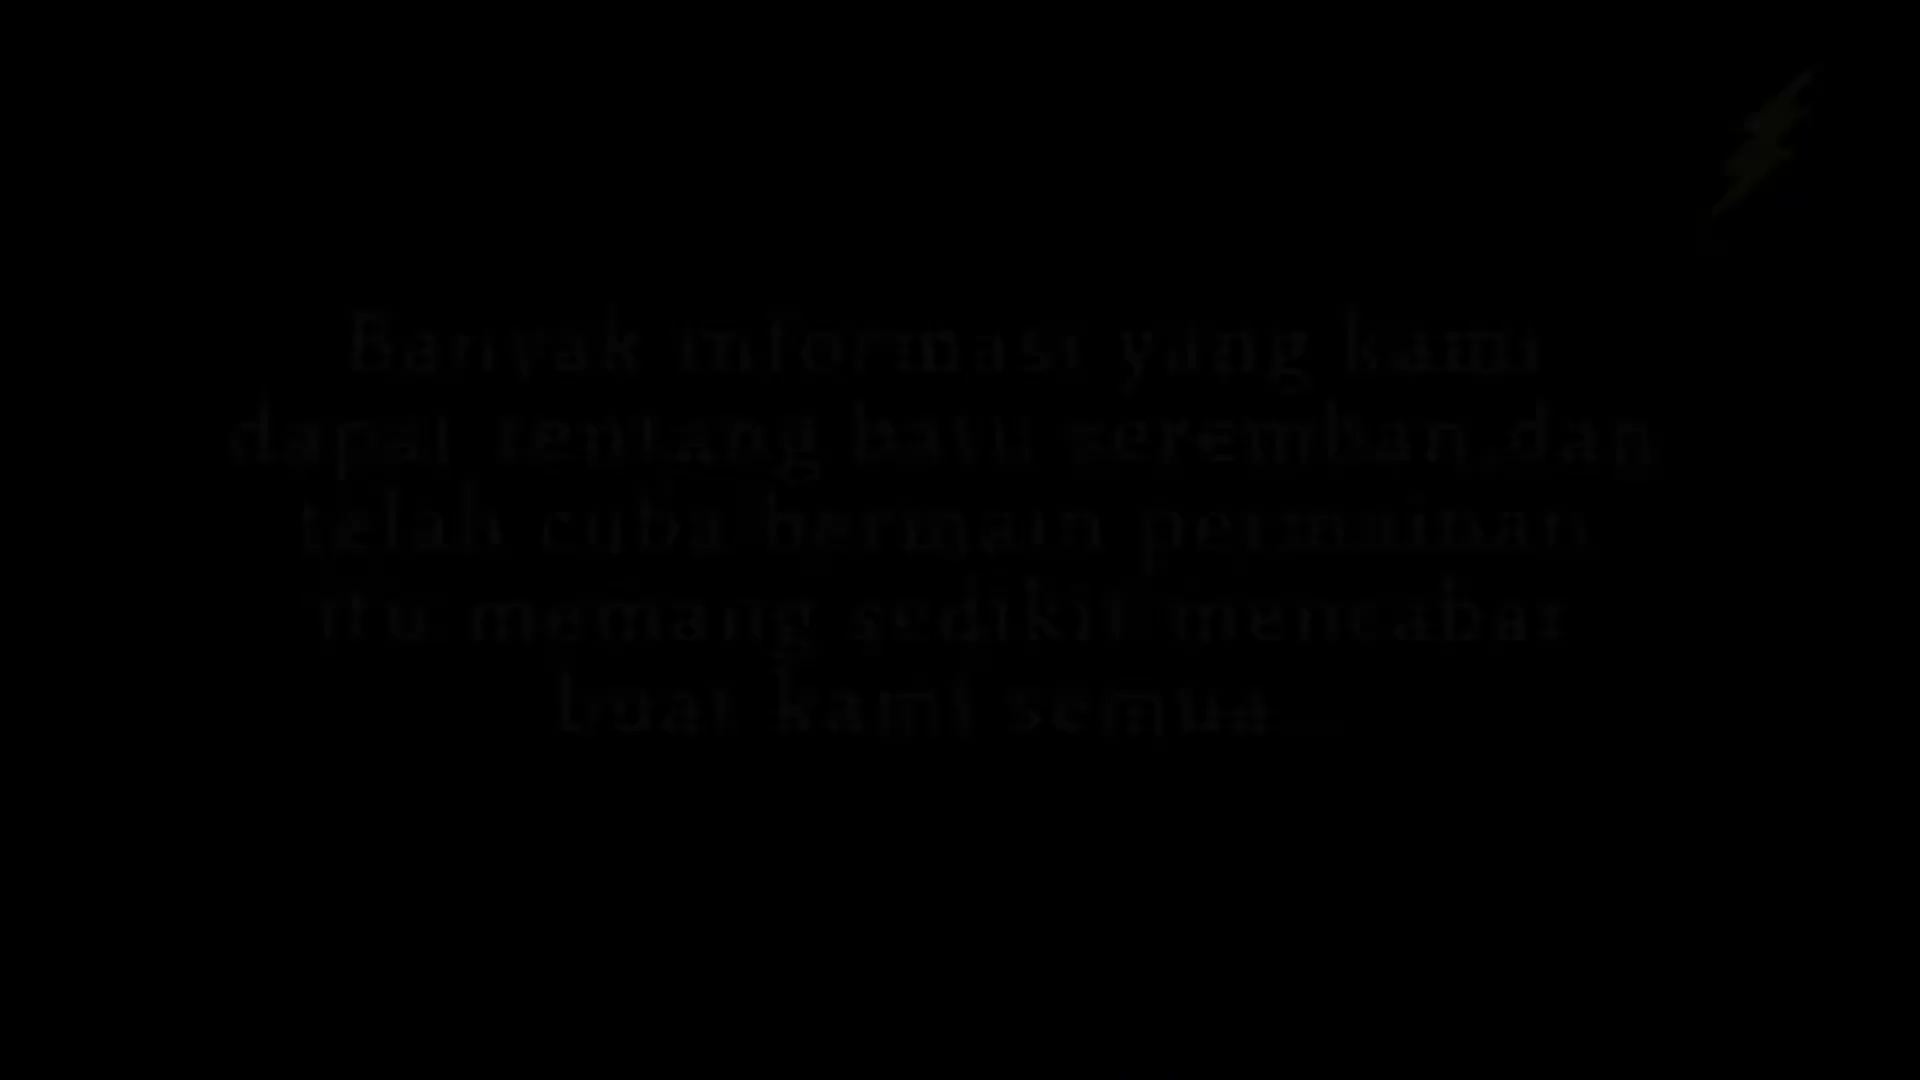 Banyak informasi yang kami
dapat tentang batu seremban,dan
telah cuba bermain permainan
itu memang sedikit mencabar
buat kami semua...